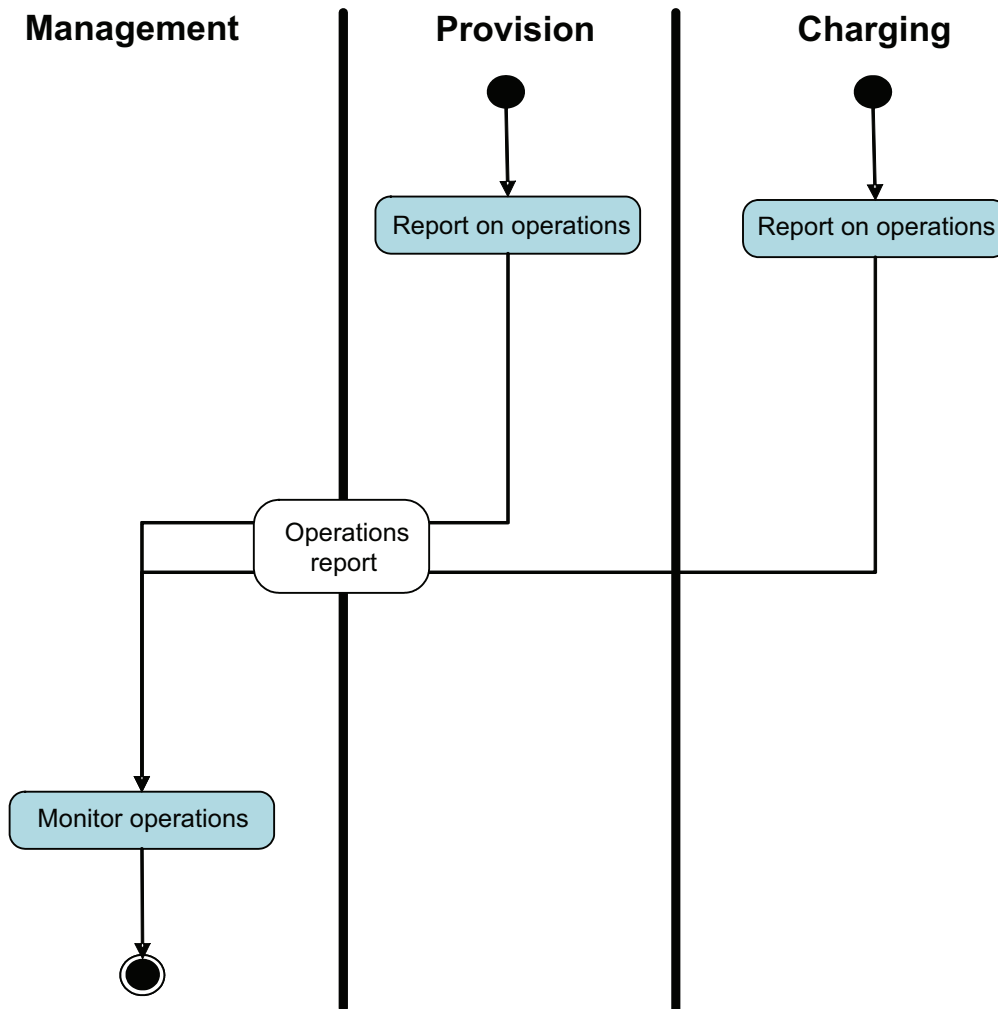 Management
Provision
Charging
Report on operations
Report on operations
Operations
report
Monitor operations